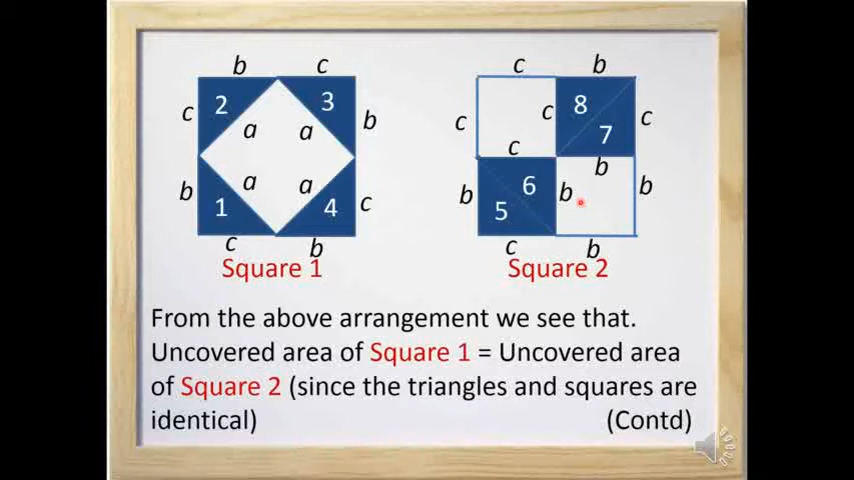 b c c b
c 2 3 b c c 8 c
a a 7
c b
a a b 6 b b
b 1 4 c 5
c b c b
Square 1 Square 2
From the above arrangement we see that.
Uncovered area of Square 1 = Uncovered area
of Square 2 (since the triangles and squares are
identical) (Contd)